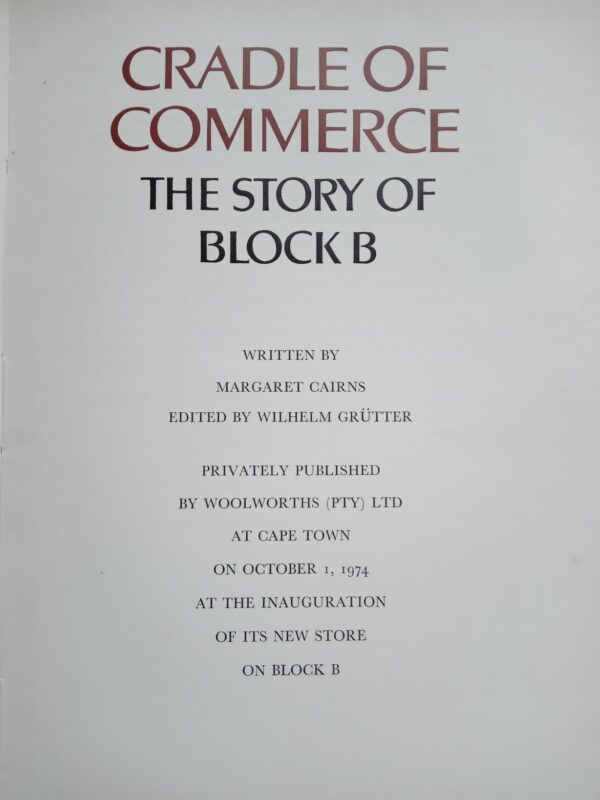 CRADLE OF
COMMERCE
THE STORY OF
BLOCK B
WRITTEN BY
MARGARET CAIRNS
EDITED BY WILHELM GRÜTTER
PRIVATELY PUBLISHED
BY WOOLWORTHS (PTY) LTD
AT CAPE TOWN
ON OCTOBER 1, 1974
AT THE INAUGURATION
OF ITS NEW STORE
ON BLOCK B